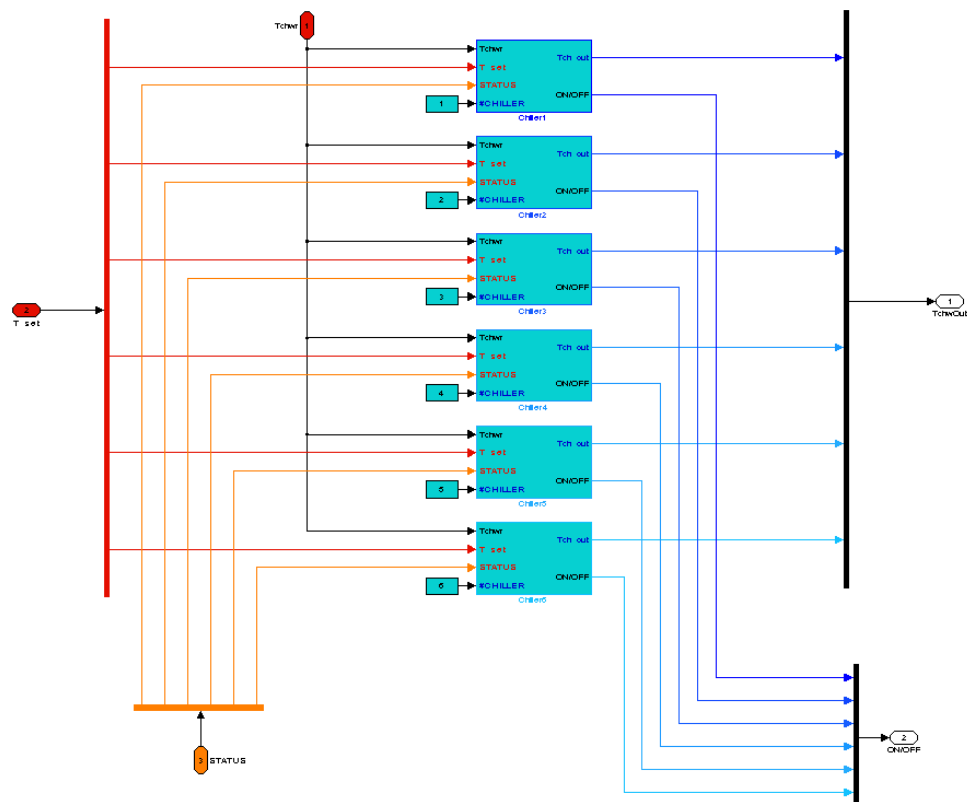 Tchwr
1
Tchwr
T set
STATUS
#CHILLER
Tch out
ON/OFF
1
Chiller1
Tchwr
T set
STATUS
#CHILLER
Tch out
ON/OFF
2
Chiller2
Tchwr
T set
STATUS
#CHILLER
Tch out
ON/OFF
3
Chiller3
2
T set
1
TchwOut
Tchwr
T set
STATUS
#CHILLER
Tch out
ON/OFF
4
Chiller4
Tchwr
T set
STATUS
#CHILLER
Tch out
ON/OFF
5
Chiller5
Tchwr
T set
STATUS
#CHILLER
Tch out
ON/OFF
6
Chiller6
3
STATUS
2
ON/OFF